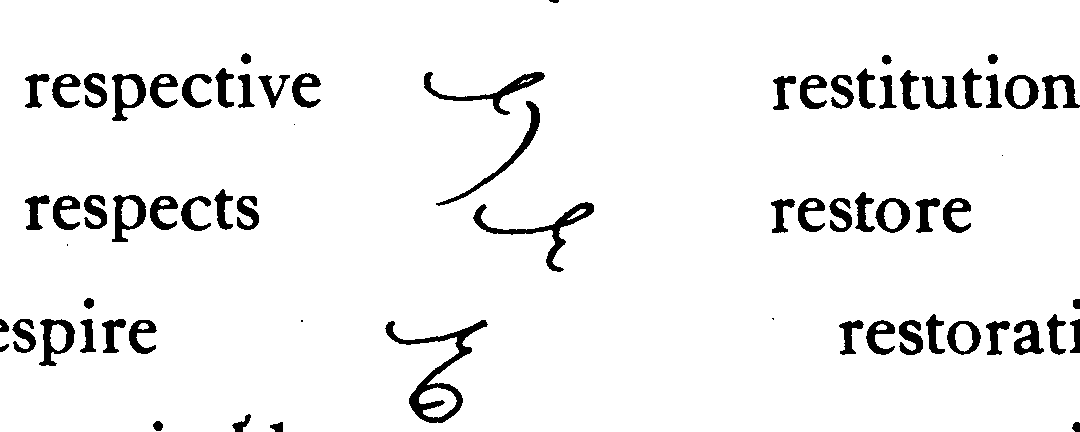 respective restitution
respects restore
espire restorati